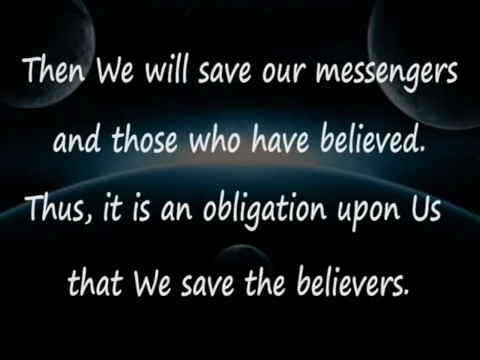 Then We will save our messengers
and those who have believed.
Thus, it is an obligation upon Us
that We save the believers.